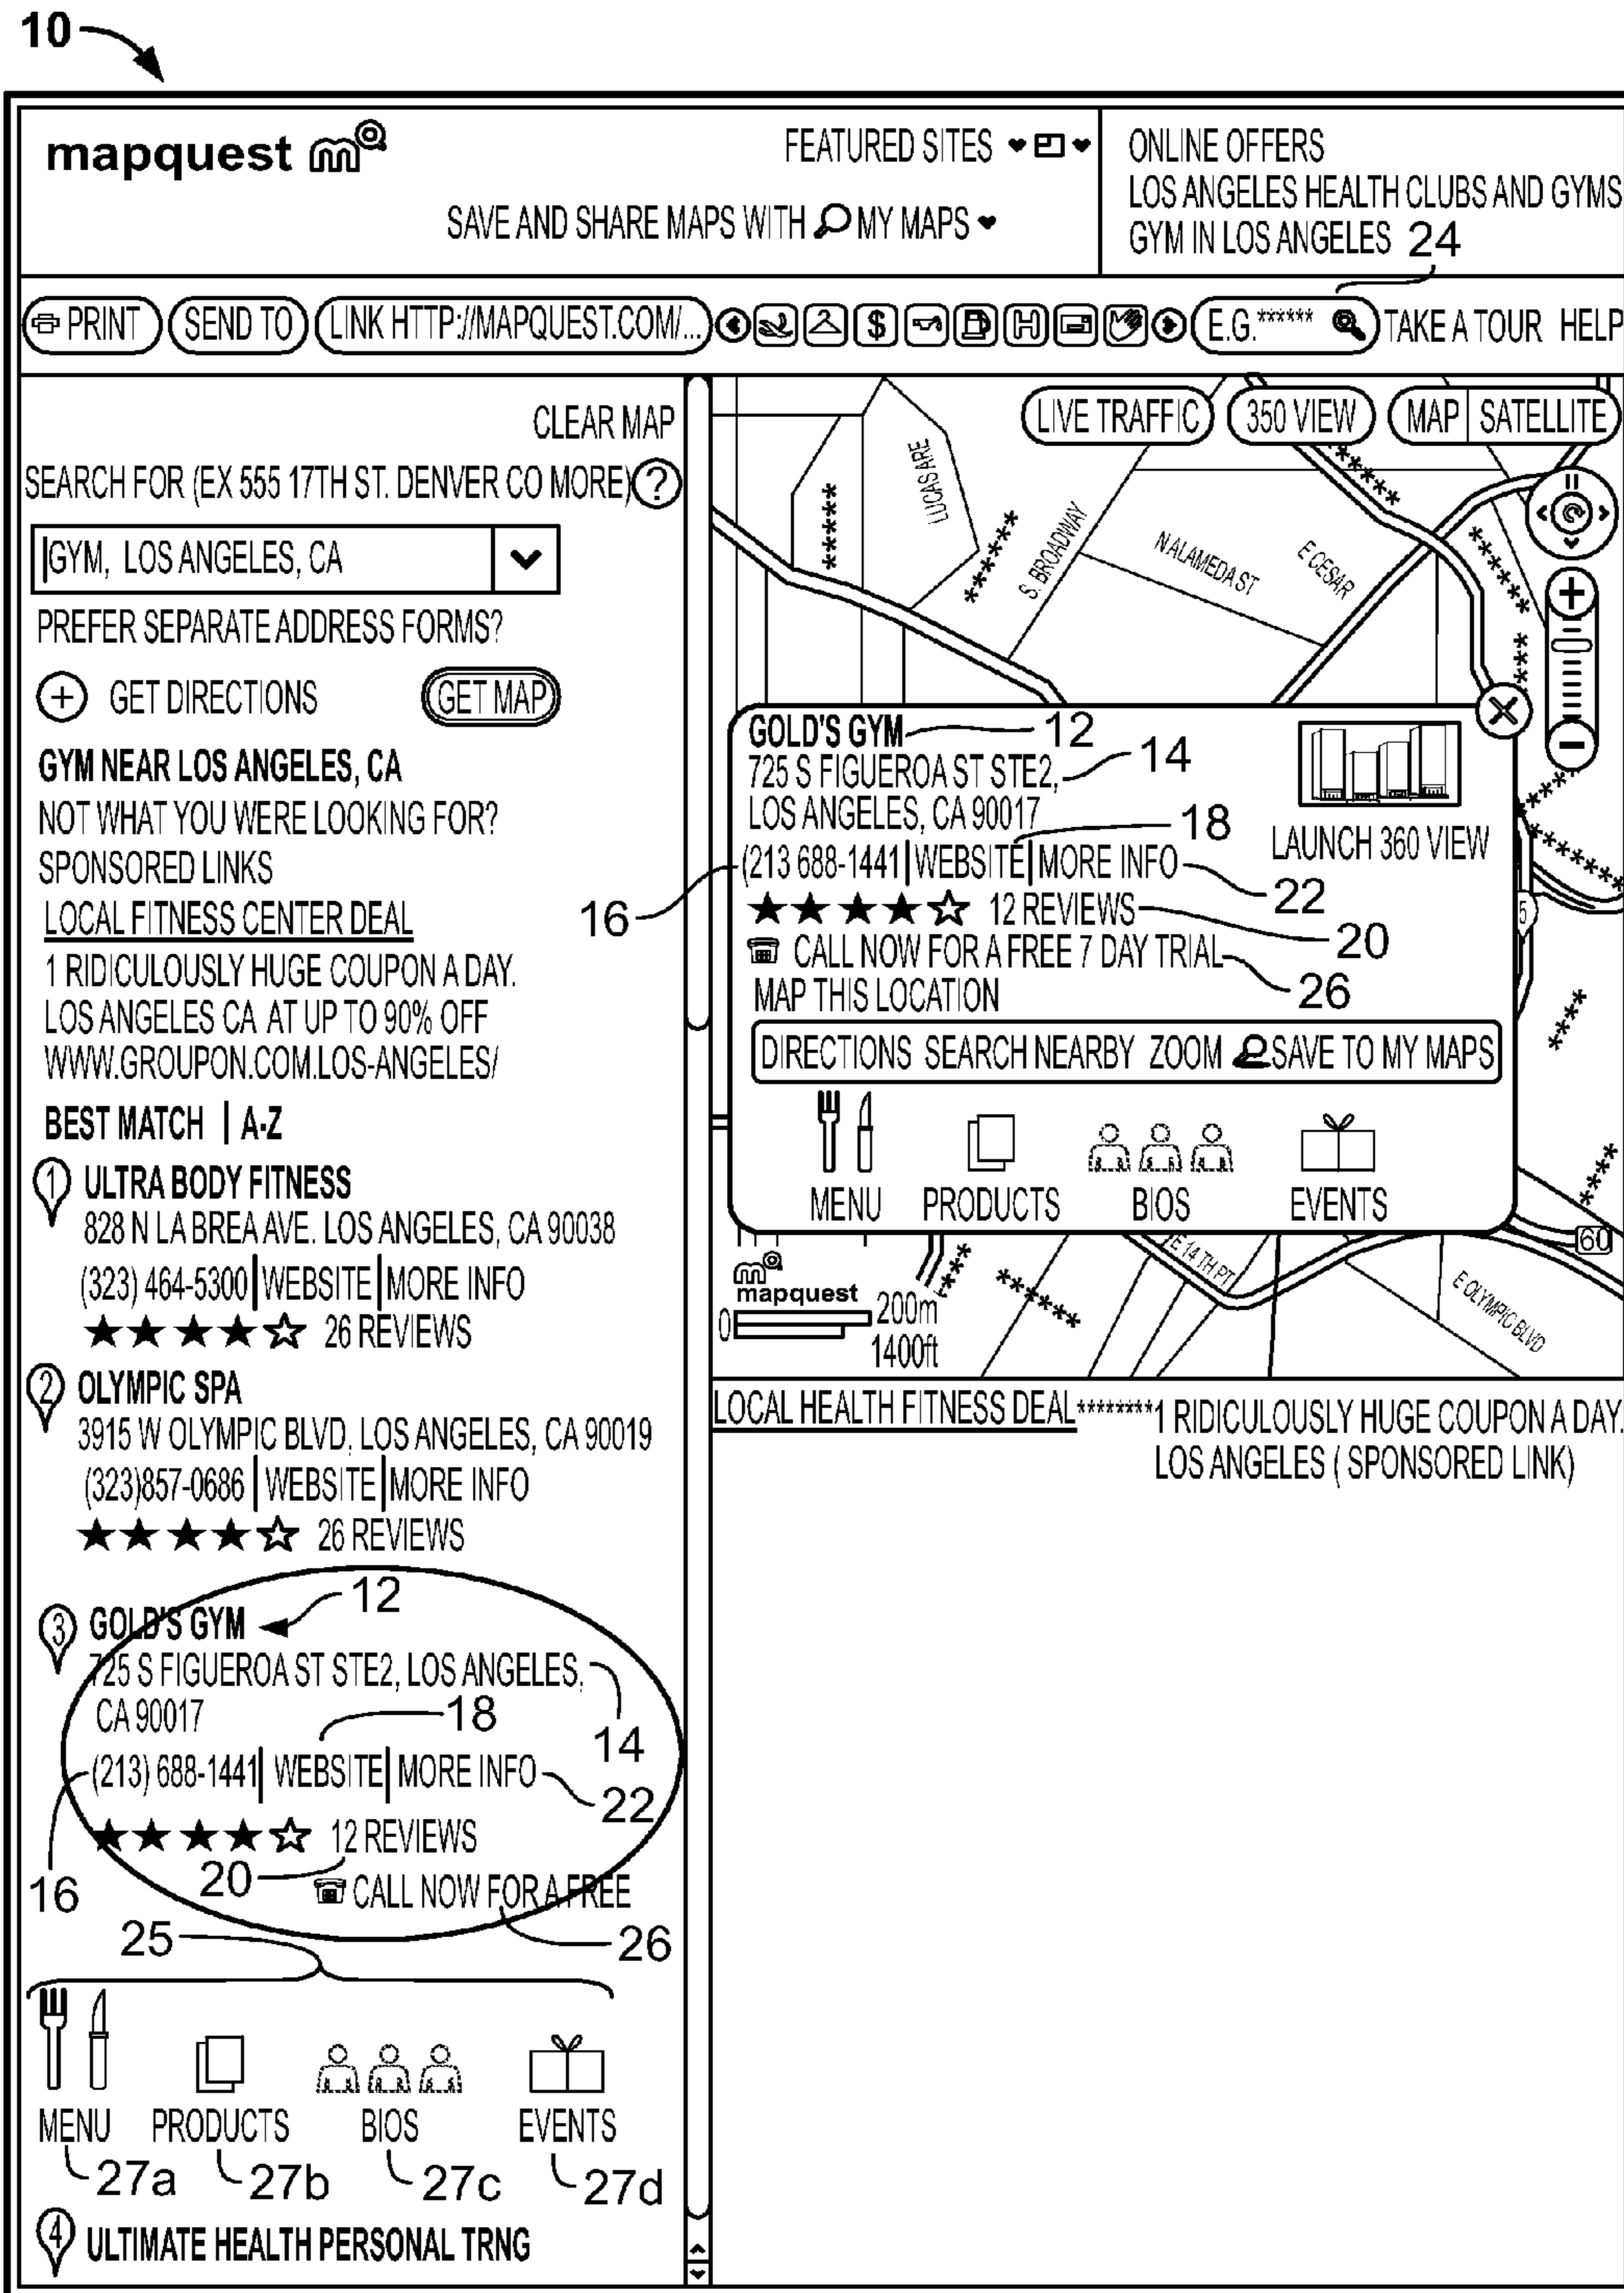 10
mapquest m
FEATURED SITES
SAVE AND SHARE MAPS WITH MY MAPS
ONLINE OFFERS
LOS ANGELES HEALTH CLUBS AND GYMS
GYM IN LOS ANGELES 24
PRINT SEND TO LINK HTTP://MAPQUEST.COM/... $ H E.G.****** TAKE A TOUR HELP
CLEAR MAP
SEARCH FOR (EX 555 17TH ST. DENVER CO MORE) ?
GYM, LOS ANGELES, CA
PREFER SEPARATE ADDRESS FORMS?
+ GET DIRECTIONS GET MAP
GYM NEAR LOS ANGELES, CA
NOT WHAT YOU WERE LOOKING FOR?
SPONSORED LINKS
LOCAL FITNESS CENTER DEAL
1 RIDICULOUSLY HUGE COUPON A DAY.
LOS ANGELES CA AT UP TO 90% OFF
WWW.GROUPON.COM.LOS-ANGELES/
BEST MATCH | A-Z
1 ULTRA BODY FITNESS
828 N LA BREA AVE. LOS ANGELES, CA 90038
(323) 464-5300 | WEBSITE | MORE INFO
★★★★☆ 26 REVIEWS
2 OLYMPIC SPA
3915 W OLYMPIC BLVD, LOS ANGELES, CA 90019
(323)857-0686 | WEBSITE | MORE INFO
★★★★☆ 26 REVIEWS
12
3 GOLD'S GYM
725 S FIGUEROA ST STE2, LOS ANGELES,
CA 90017
18
14
(213) 688-1441 | WEBSITE | MORE INFO
22
★★★★☆ 12 REVIEWS
20
16
CALL NOW FOR A FREE
25
26
MENU PRODUCTS BIOS EVENTS
27a 27b 27c 27d
4 ULTIMATE HEALTH PERSONAL TRNG
LIVE TRAFFIC 350 VIEW MAP | SATELLITE
LUCAS ARE
******
******
S. BROADWAY
N ALAMEDA ST
E CESAR
******
******
****
GOLD'S GYM 12
725 S FIGUEROA ST STE2, 14
LOS ANGELES, CA 90017
18
LAUNCH 360 VIEW
(213 688-1441 | WEBSITE | MORE INFO
16
22
★★★★☆ 12 REVIEWS
20
CALL NOW FOR A FREE 7 DAY TRIAL
26
MAP THIS LOCATION
DIRECTIONS SEARCH NEARBY ZOOM SAVE TO MY MAPS
MENU PRODUCTS BIOS EVENTS
5
****
*******
****
*****
60
E 14 TH PT
E OLYMPIC BLVD
****
******
m
mapquest
0 200m
1400ft
LOCAL HEALTH FITNESS DEAL********1 RIDICULOUSLY HUGE COUPON A DAY.
LOS ANGELES ( SPONSORED LINK)